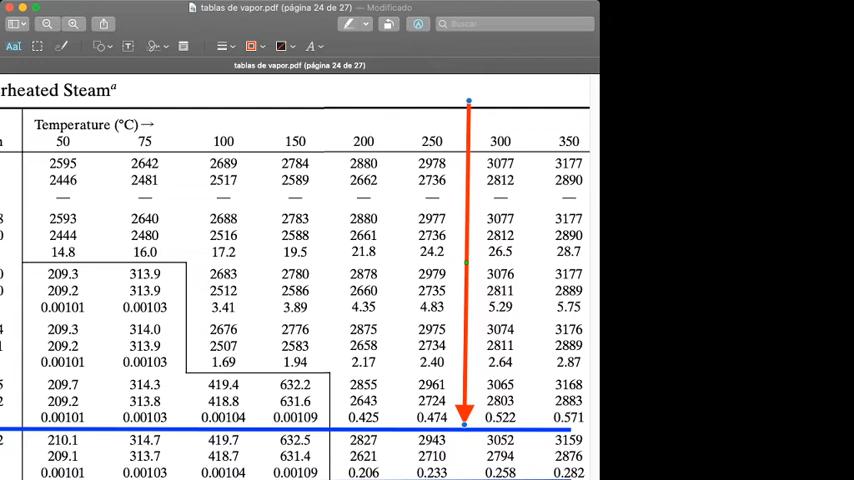 tablas de vapor.pdf (página 24 de 27) — Modificado
Buscar
AaI T A
tablas de vapor.pdf (página 24 de 27)
rheated Steamᵃ
Temperature (°C)→
n 50 75 100 150 200 250 300 350
2595 2642 2689 2784 2880 2978 3077 3177
2446 2481 2517 2589 2662 2736 2812 2890
— — — — — — — —
8 2593 2640 2688 2783 2880 2977 3077 3177
0 2444 2480 2516 2588 2661 2736 2812 2890
14.8 16.0 17.2 19.5 21.8 24.2 26.5 28.7
0 209.3 313.9 2683 2780 2878 2979 3076 3177
0 209.2 313.9 2512 2586 2660 2735 2811 2889
0.00101 0.00103 3.41 3.89 4.35 4.83 5.29 5.75
4 209.3 314.0 2676 2776 2875 2975 3074 3176
1 209.2 313.9 2507 2583 2658 2734 2811 2889
0.00101 0.00103 1.69 1.94 2.17 2.40 2.64 2.87
5 209.7 314.3 419.4 632.2 2855 2961 3065 3168
2 209.2 313.8 418.8 631.6 2643 2724 2803 2883
0.00101 0.00103 0.00104 0.00109 0.425 0.474 0.522 0.571
2 210.1 314.7 419.7 632.5 2827 2943 3052 3159
209.1 313.7 418.7 631.4 2621 2710 2794 2876
0.00101 0.00103 0.00104 0.00109 0.206 0.233 0.258 0.282